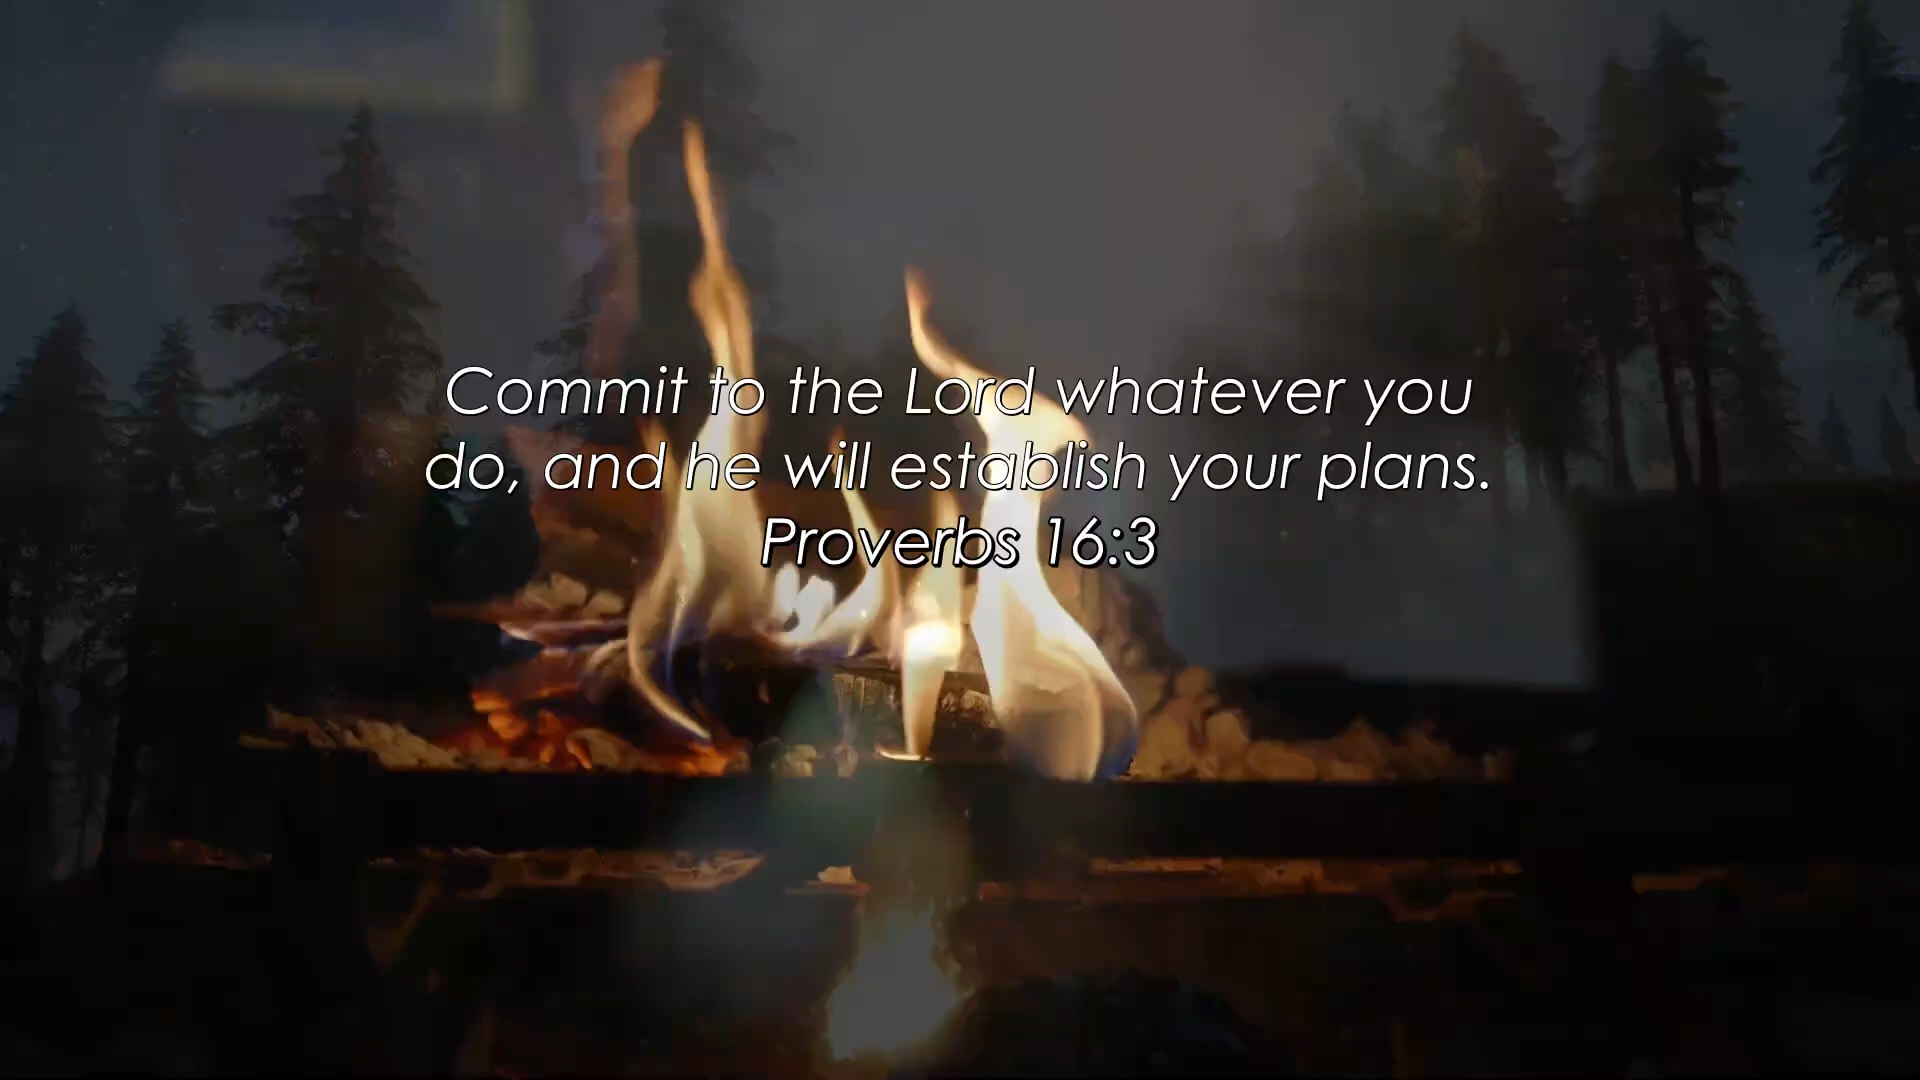 Commit to the Lord whatever you
do, and he will establish your plans.
Proverbs 16:3